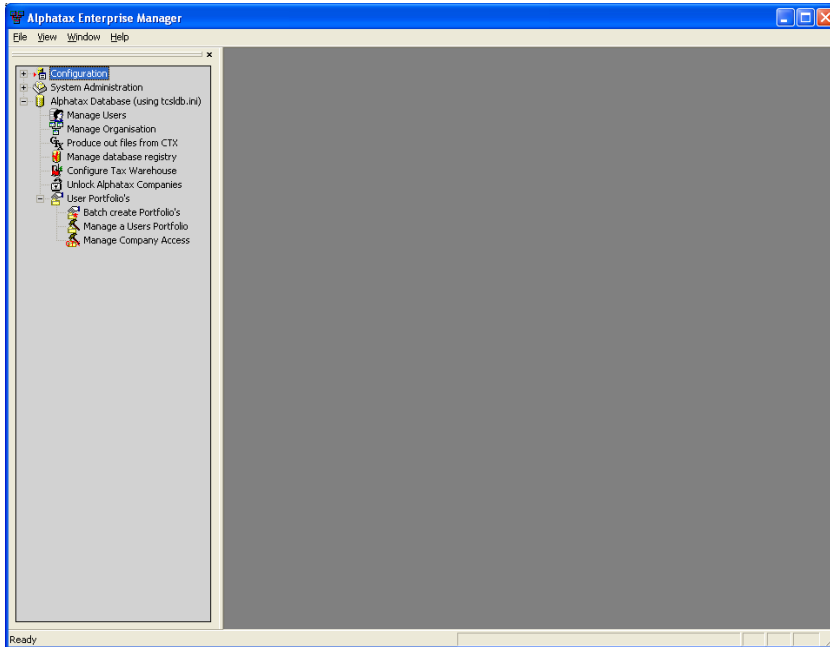 Alphatax Enterprise Manager
File View Window Help
Configuration
System Administration
Alphatax Database (using tcsldb.ini)
Manage Users
Manage Organisation
Produce out files from CTX
Manage database registry
Configure Tax Warehouse
Unlock Alphatax Companies
User Portfolio's
Batch create Portfolio's
Manage a Users Portfolio
Manage Company Access
Ready